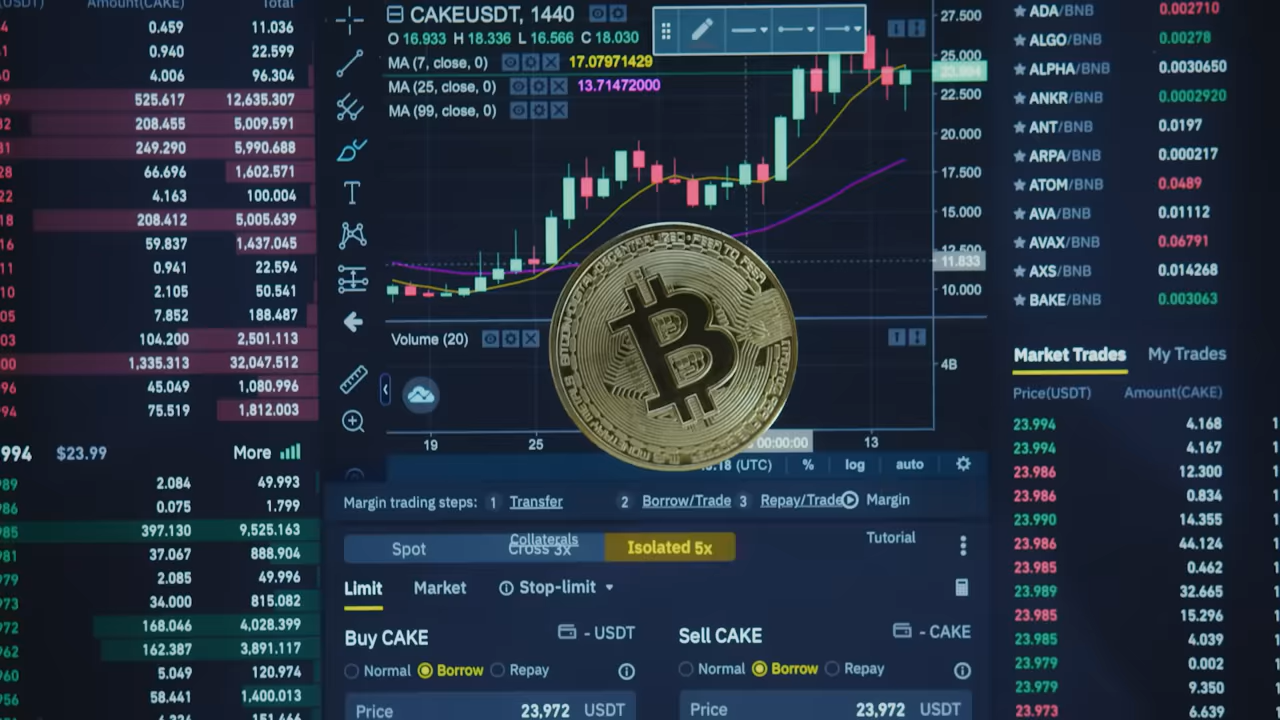 Amount(CAKE) Total
0.459 11.036
0.940 22.599
4.006 96.304
525.617 12,635.307
208.455 5,009.591
249.290 5,990.688
66.696 1,602.571
4.163 100.004
208.412 5,005.639
59.837 1,437.045
0.941 22.594
2.105 50.541
7.852 188.487
104.200 2,501.113
1,335.313 32,047.512
45.049 1,080.996
75.519 1,812.003
994 $23.99 More
2.084 49.993
0.075 1.799
397.130 9,525.163
37.067 888.904
2.085 49.996
34.000 815.082
168.046 4,028.399
162.387 3,891.117
5.049 120.974
58.441 1,400.013
CAKEUSDT, 1440
O 16.933 H 18.336 L 16.566 C 18.030
MA (7, close, 0) 17.07971429
MA (25, close, 0) 13.71472000
MA (99, close, 0)
27.500
25.000
22.500
20.000
17.500
15.000
12.500
11.833
10.000
Volume (20)
4B
19 25 00:00:00 13
(UTC) % log auto
Margin trading steps: 1 Transfer 2 Borrow/Trade 3 Repay/Trade Margin
Collaterals Tutorial
Spot Cross 3x Isolated 5x
Limit Market Stop-limit
Buy CAKE - USDT Sell CAKE - CAKE
Normal Borrow Repay Normal Borrow Repay
Price 23,972 USDT Price 23,972 USDT
ADA/BNB 0.002710
ALGO/BNB 0.00278
ALPHA/BNB 0.0030650
ANKR/BNB 0.0002920
ANT/BNB 0.0197
ARPA/BNB 0.000217
ATOM/BNB 0.0489
AVA/BNB 0.01112
AVAX/BNB 0.06791
AXS/BNB 0.014268
BAKE/BNB 0.003063
Market Trades My Trades
Price(USDT) Amount(CAKE)
23.994 4.168
23.994 4.167
23.986 12.300
23.986 0.834
23.990 14.355
23.986 44.124
23.985 0.462
23.989 32.665
23.985 15.296
23.985 4.039
23.979 0.002
23.979 9.350
23.973 6.639